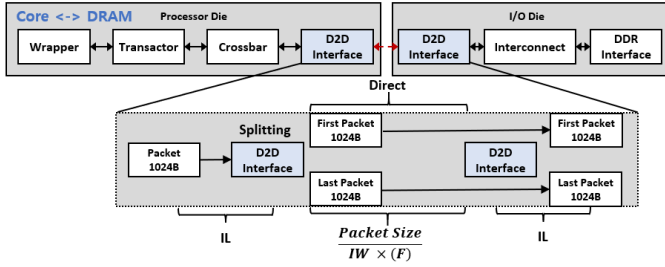 Core <-> DRAM
Processor Die
I/O Die
Wrapper
Transactor
Crossbar
D2D
Interface
D2D
Interface
Interconnect
DDR
Interface
Direct
Splitting
First Packet
1024B
First Packet
1024B
Packet
1024B
D2D
Interface
D2D
Interface
Last Packet
1024B
Last Packet
1024B
IL
Packet Size
IW × (F)
IL